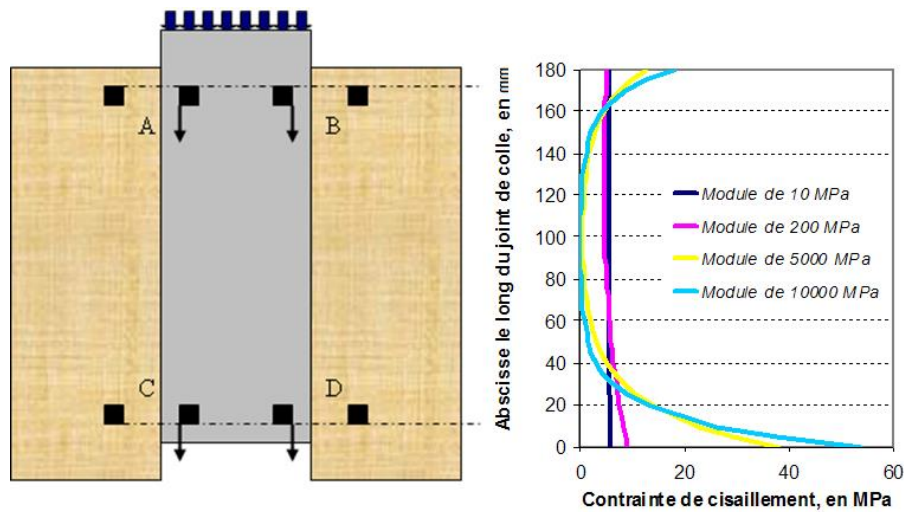 A
B
C
D
Abscisse le long du joint de colle, en mm
180
160
140
120
100
80
60
40
20
0
Module de 10 MPa
Module de 200 MPa
Module de 5000 MPa
Module de 10000 MPa
0
20
40
60
Contrainte de cisaillement, en MPa